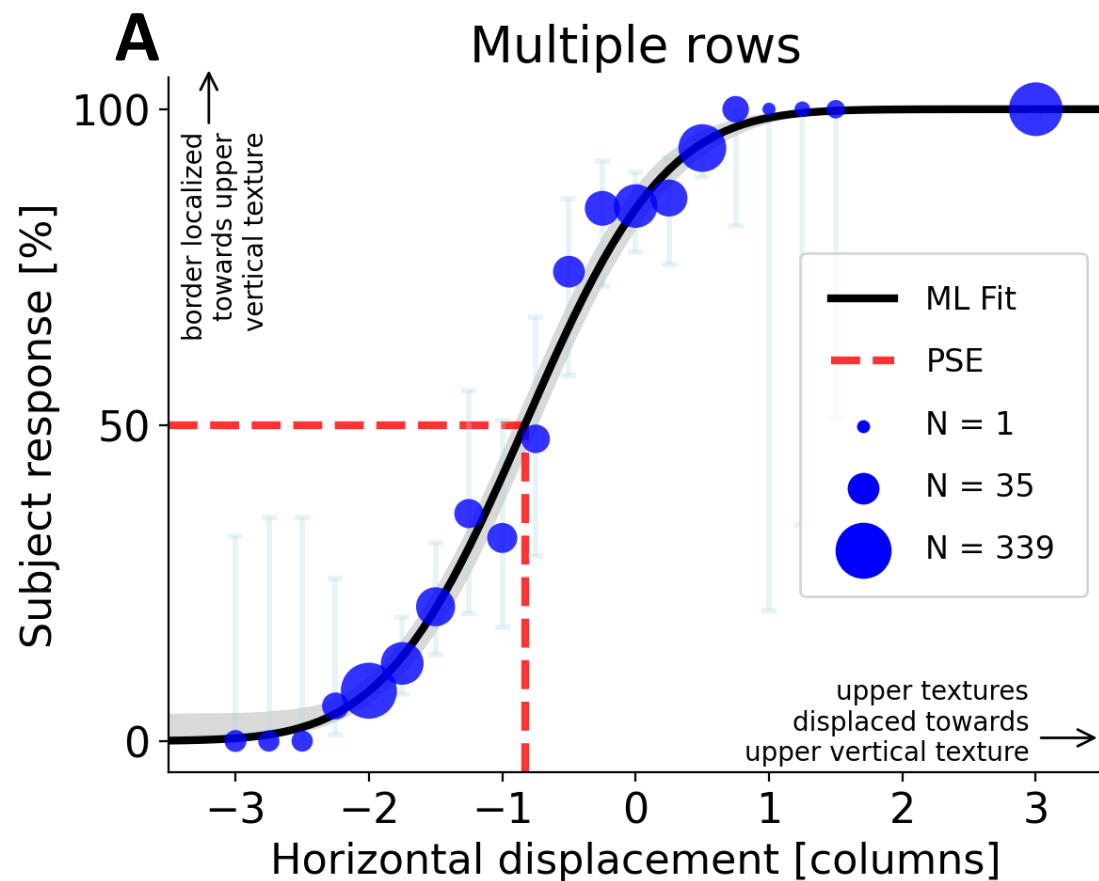 A
Multiple rows
Subject response [%]
100
50
0
border localized
towards upper
vertical texture
ML Fit
PSE
N = 1
N = 35
N = 339
upper textures
displaced towards
upper vertical texture
−3 −2 −1 0 1 2 3
Horizontal displacement [columns]